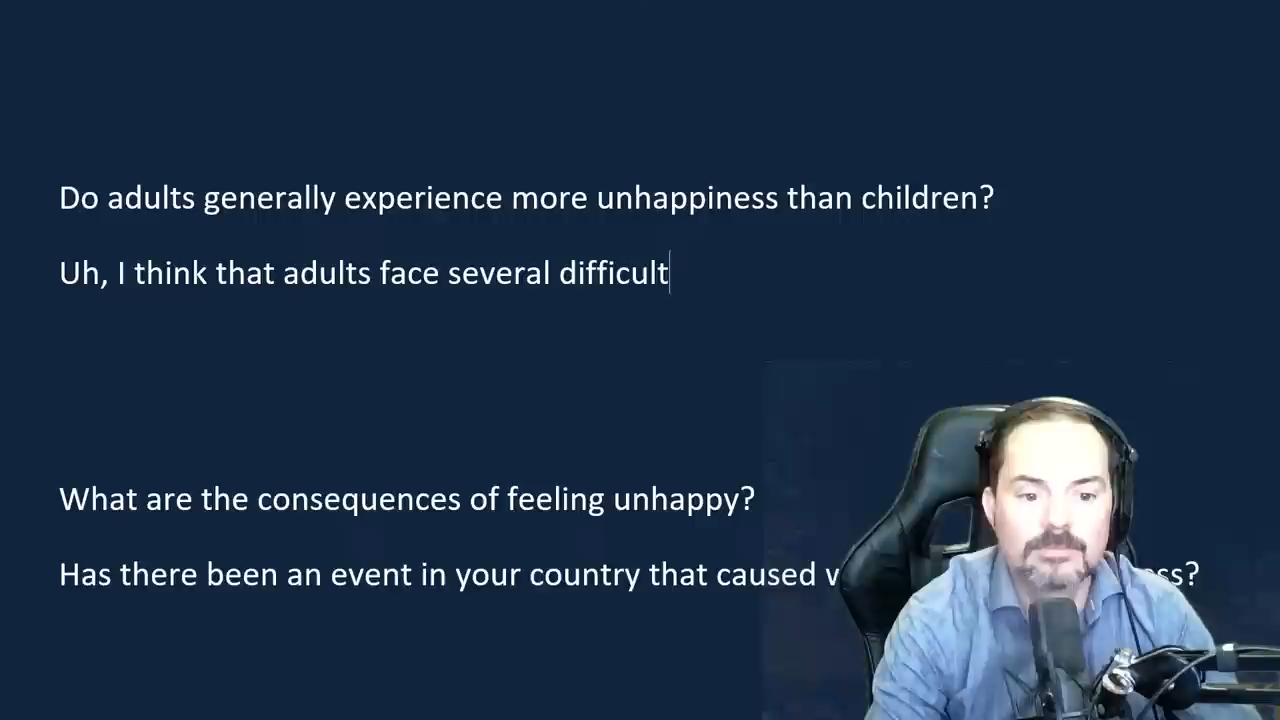 Do adults generally experience more unhappiness than children?
Uh, I think that adults face several difficult
What are the consequences of feeling unhappy?
Has there been an event in your country that caused